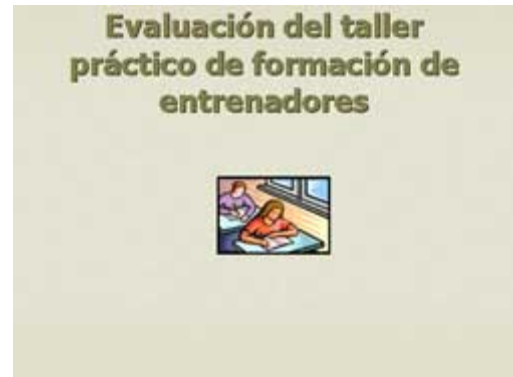 Evaluación del taller
práctico de formación de
entrenadores